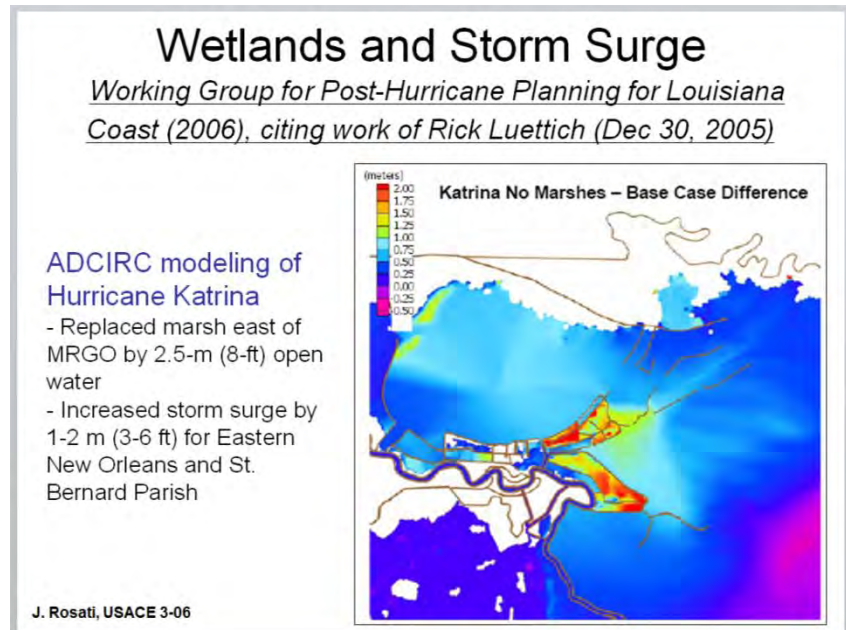 Wetlands and Storm Surge
Working Group for Post-Hurricane Planning for Louisiana
Coast (2006), citing work of Rick Luettich (Dec 30, 2005)
ADCIRC modeling of
Hurricane Katrina
- Replaced marsh east of
MRGO by 2.5-m (8-ft) open
water
- Increased storm surge by
1-2 m (3-6 ft) for Eastern
New Orleans and St.
Bernard Parish
J. Rosati, USACE 3-06
(meters)
Katrina No Marshes – Base Case Difference
2.00
1.75
1.50
1.25
1.00
0.75
0.50
0.25
0.00
-0.25
-0.50